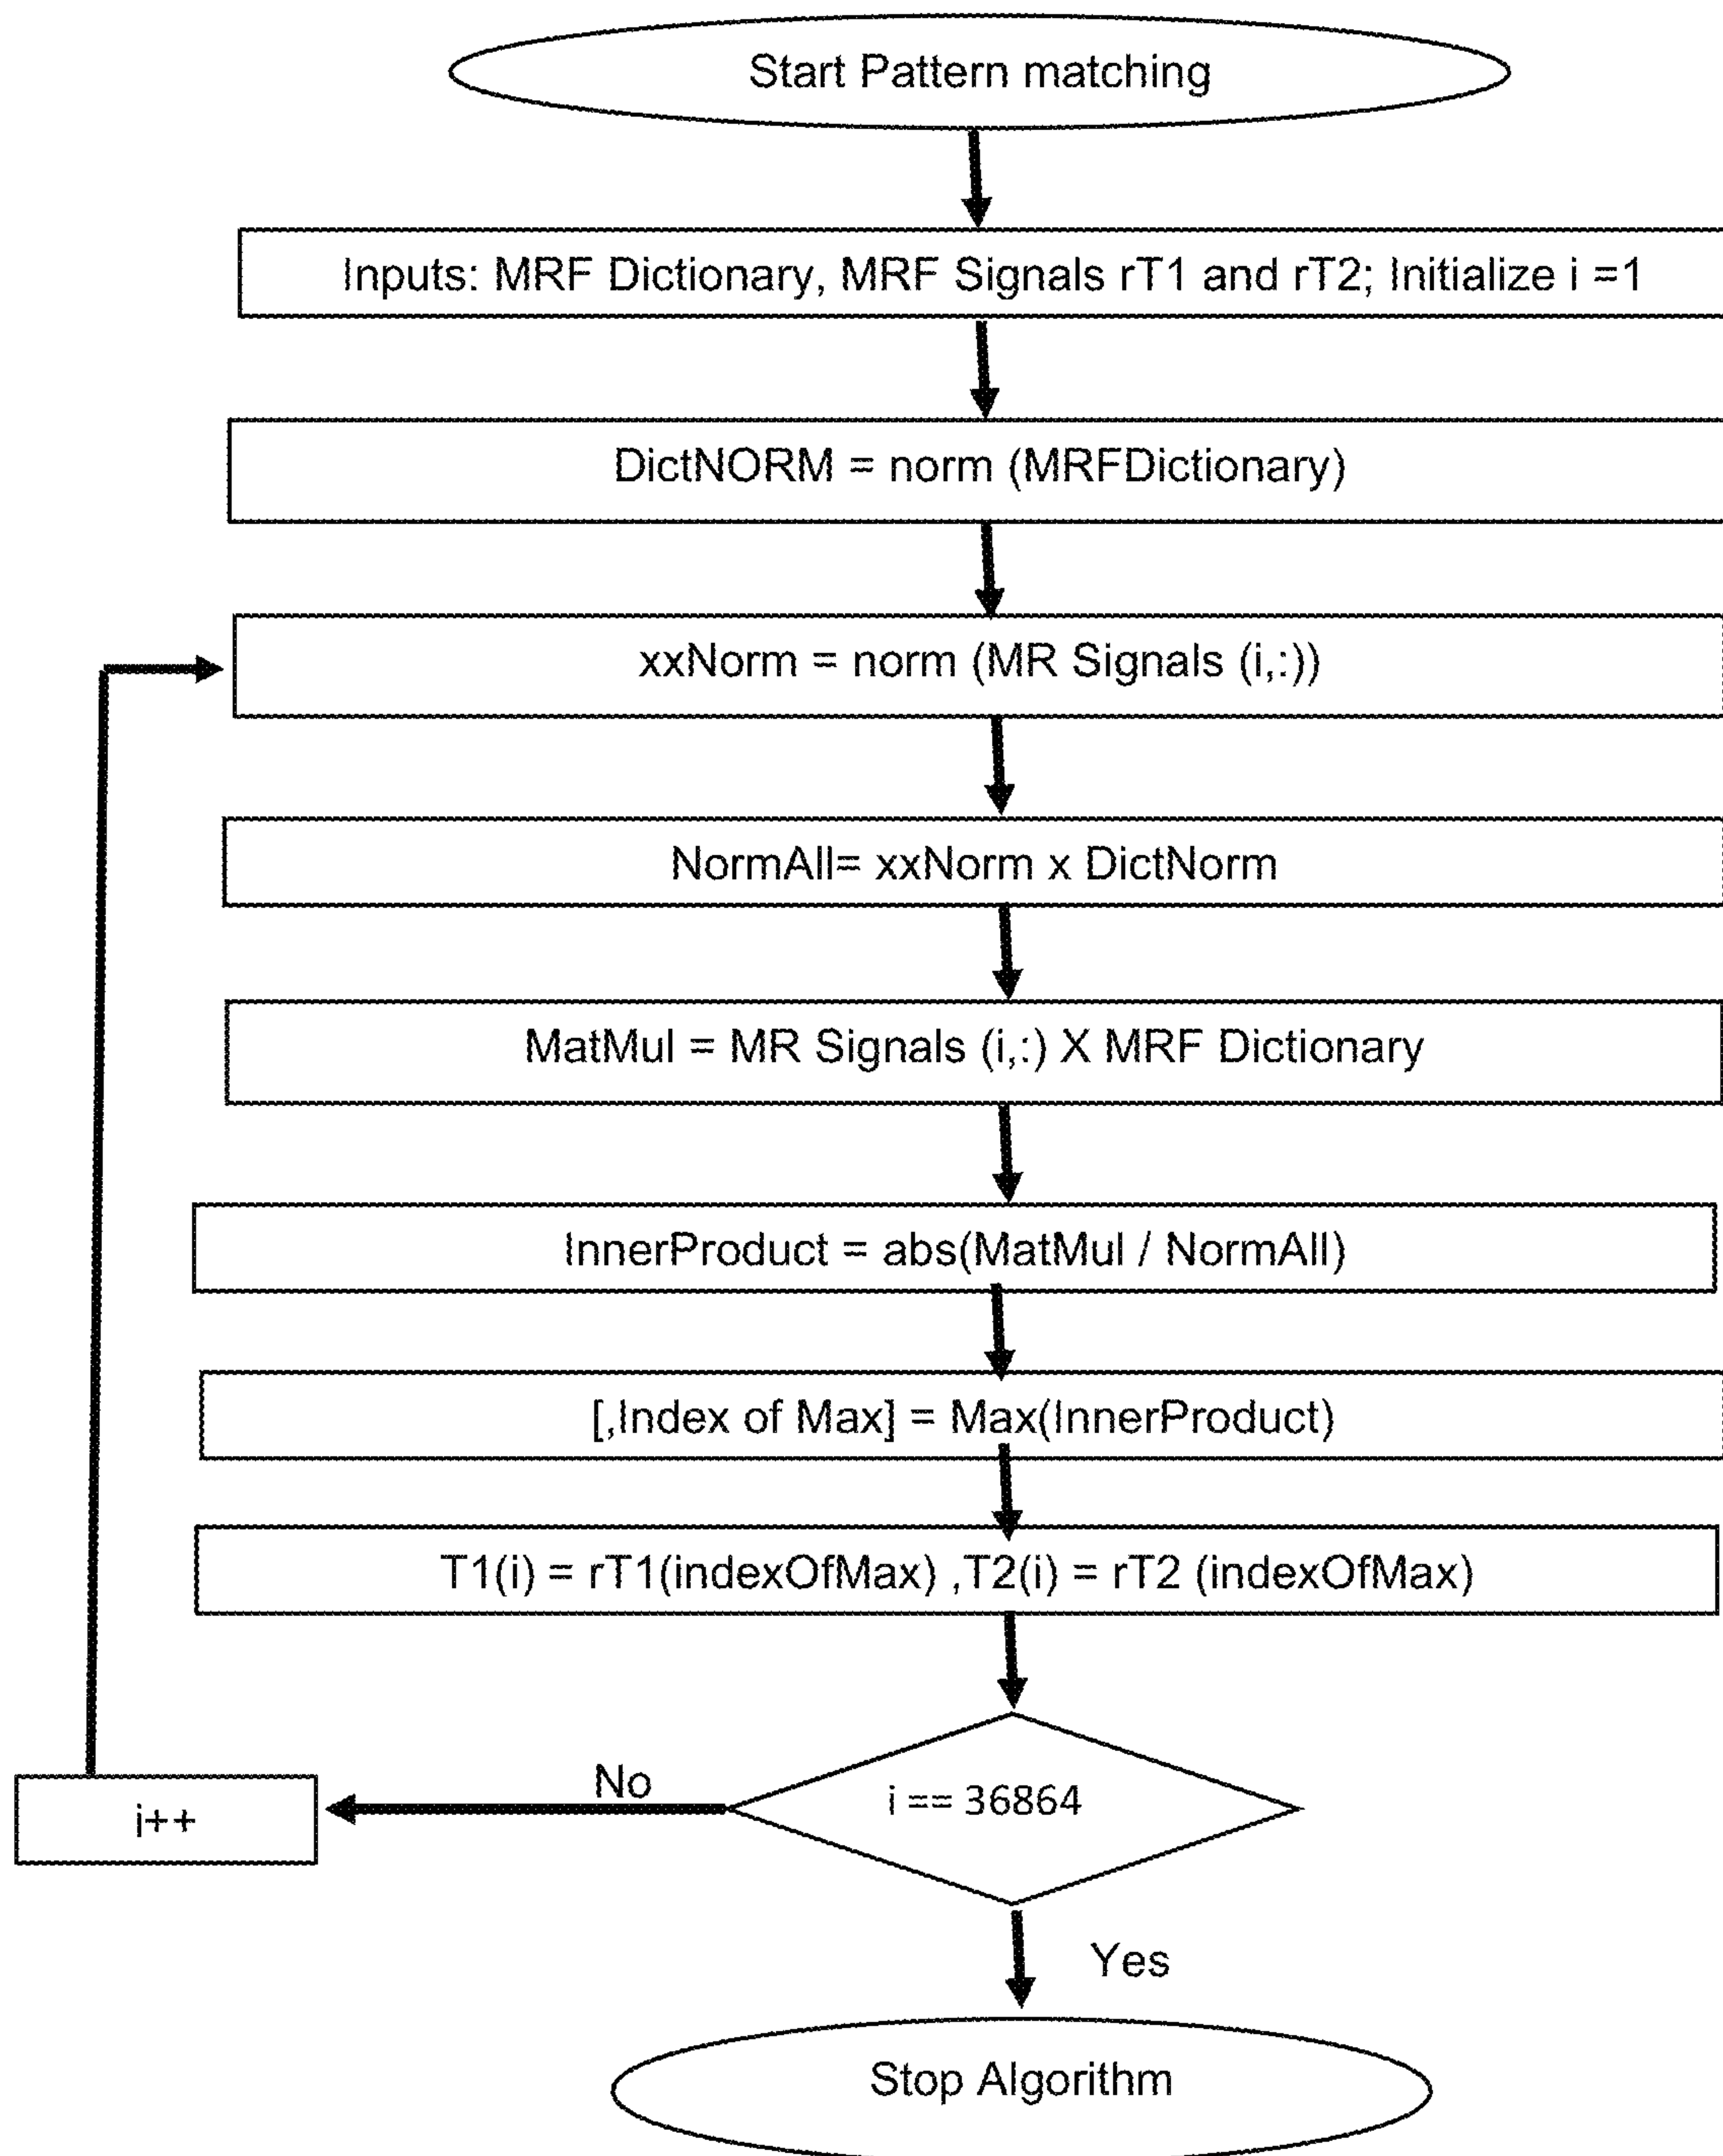 Start Pattern matching
Inputs: MRF Dictionary, MRF Signals rT1 and rT2; Initialize i =1
DictNORM = norm (MRFDictionary)
xxNorm = norm (MR Signals (i,:))
NormAll= xxNorm x DictNorm
MatMul = MR Signals (i,:) X MRF Dictionary
InnerProduct = abs(MatMul / NormAll)
[,Index of Max] = Max(InnerProduct)
T1(i) = rT1(indexOfMax) ,T2(i) = rT2 (indexOfMax)
i == 36864
No
i++
Yes
Stop Algorithm